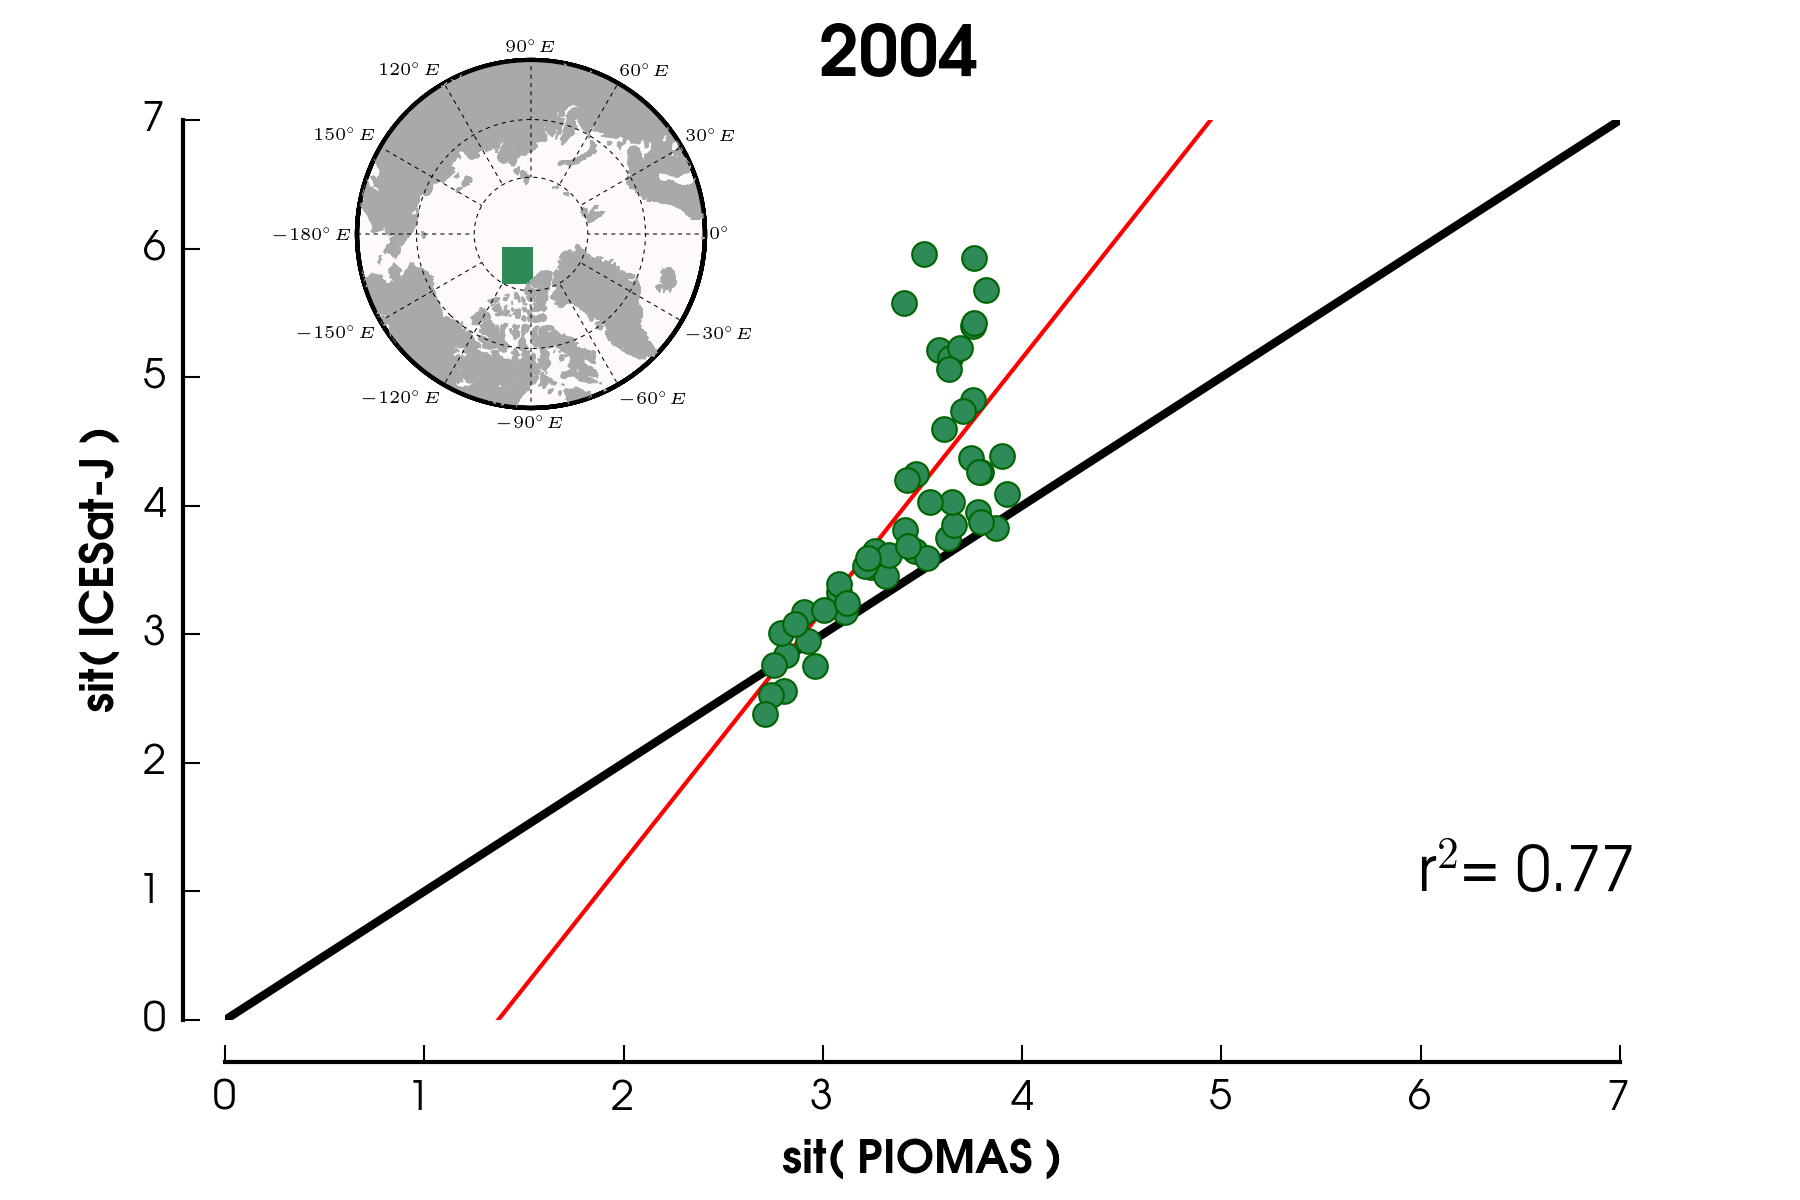 2004
90° E
120° E
60° E
150° E
30° E
−180° E
0°
−150° E
−30° E
−120° E
−60° E
−90° E
7
6
5
4
3
2
1
0
sit( ICESat-J )
r²= 0.77
0 1 2 3 4 5 6 7
sit( PIOMAS )